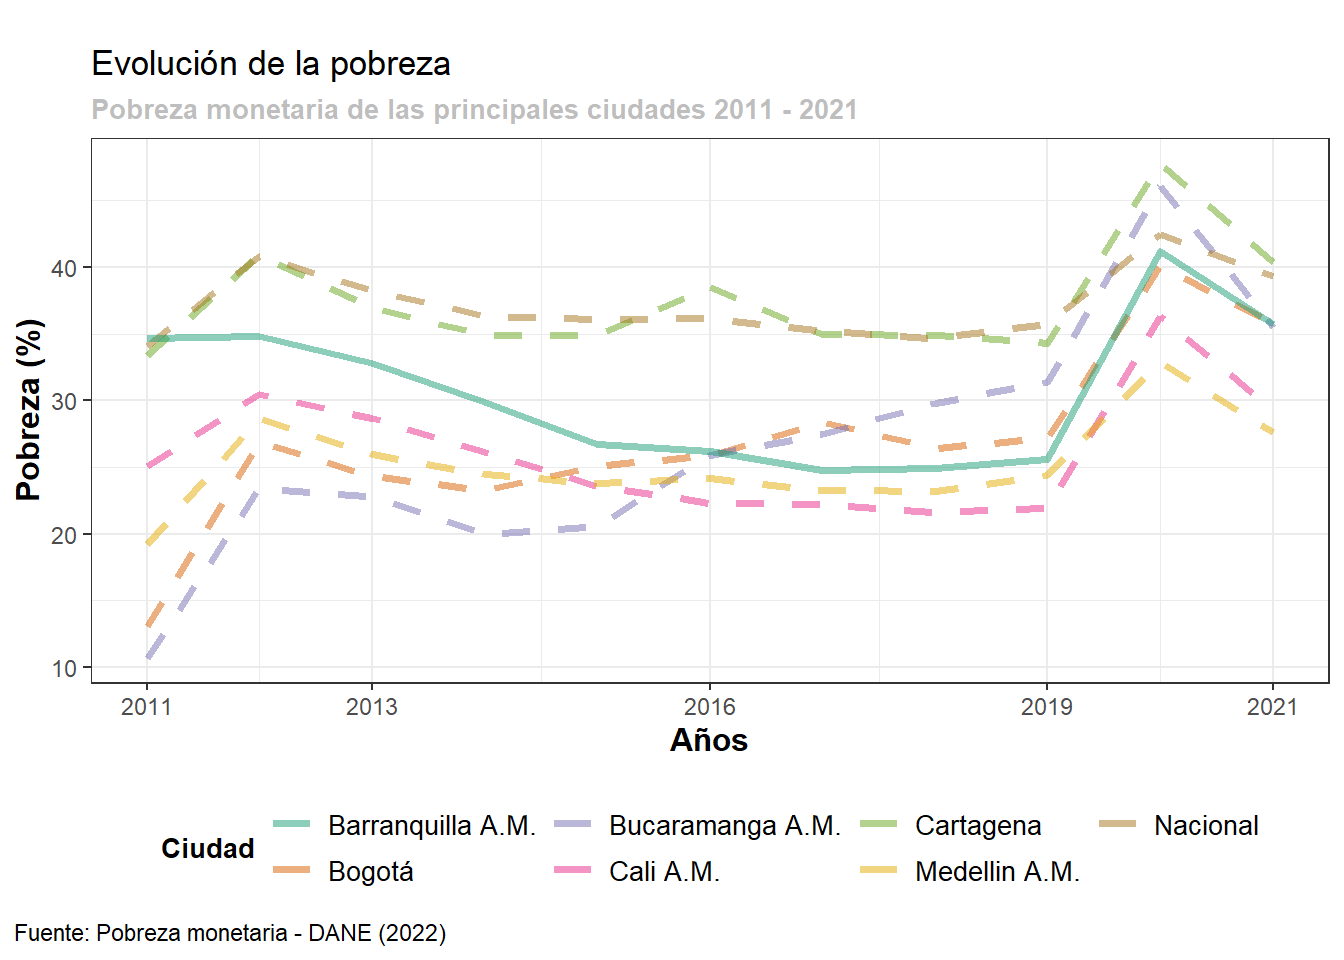 Evolución de la pobreza
Pobreza monetaria de las principales ciudades 2011 - 2021
Pobreza (%)
40
30
20
10
2011 2013 2016 2019 2021
Años
Ciudad
Barranquilla A.M. Bucaramanga A.M. Cartagena Nacional
Bogotá Cali A.M. Medellin A.M.
Fuente: Pobreza monetaria - DANE (2022)